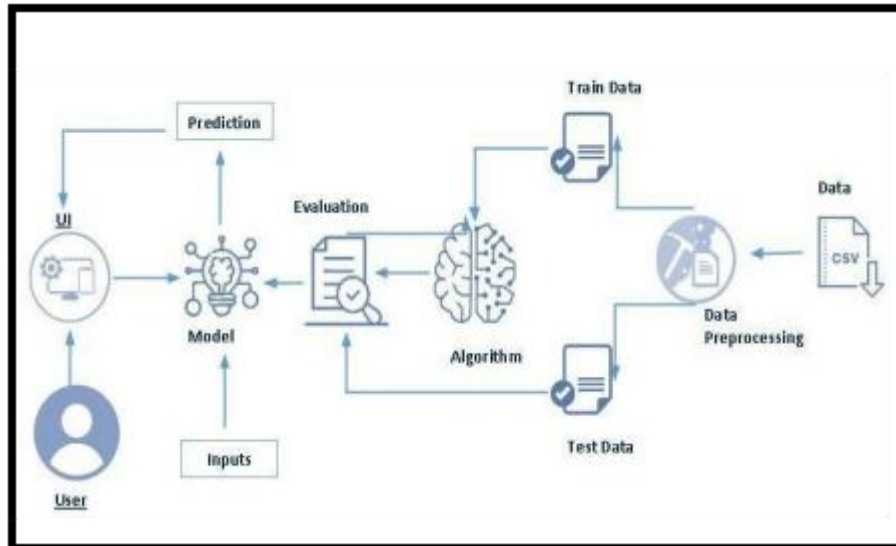 Train Data
Prediction
Data
Evaluation
UI
CSV
Model
Data
Preprocessing
Algorithm
Inputs
Test Data
User